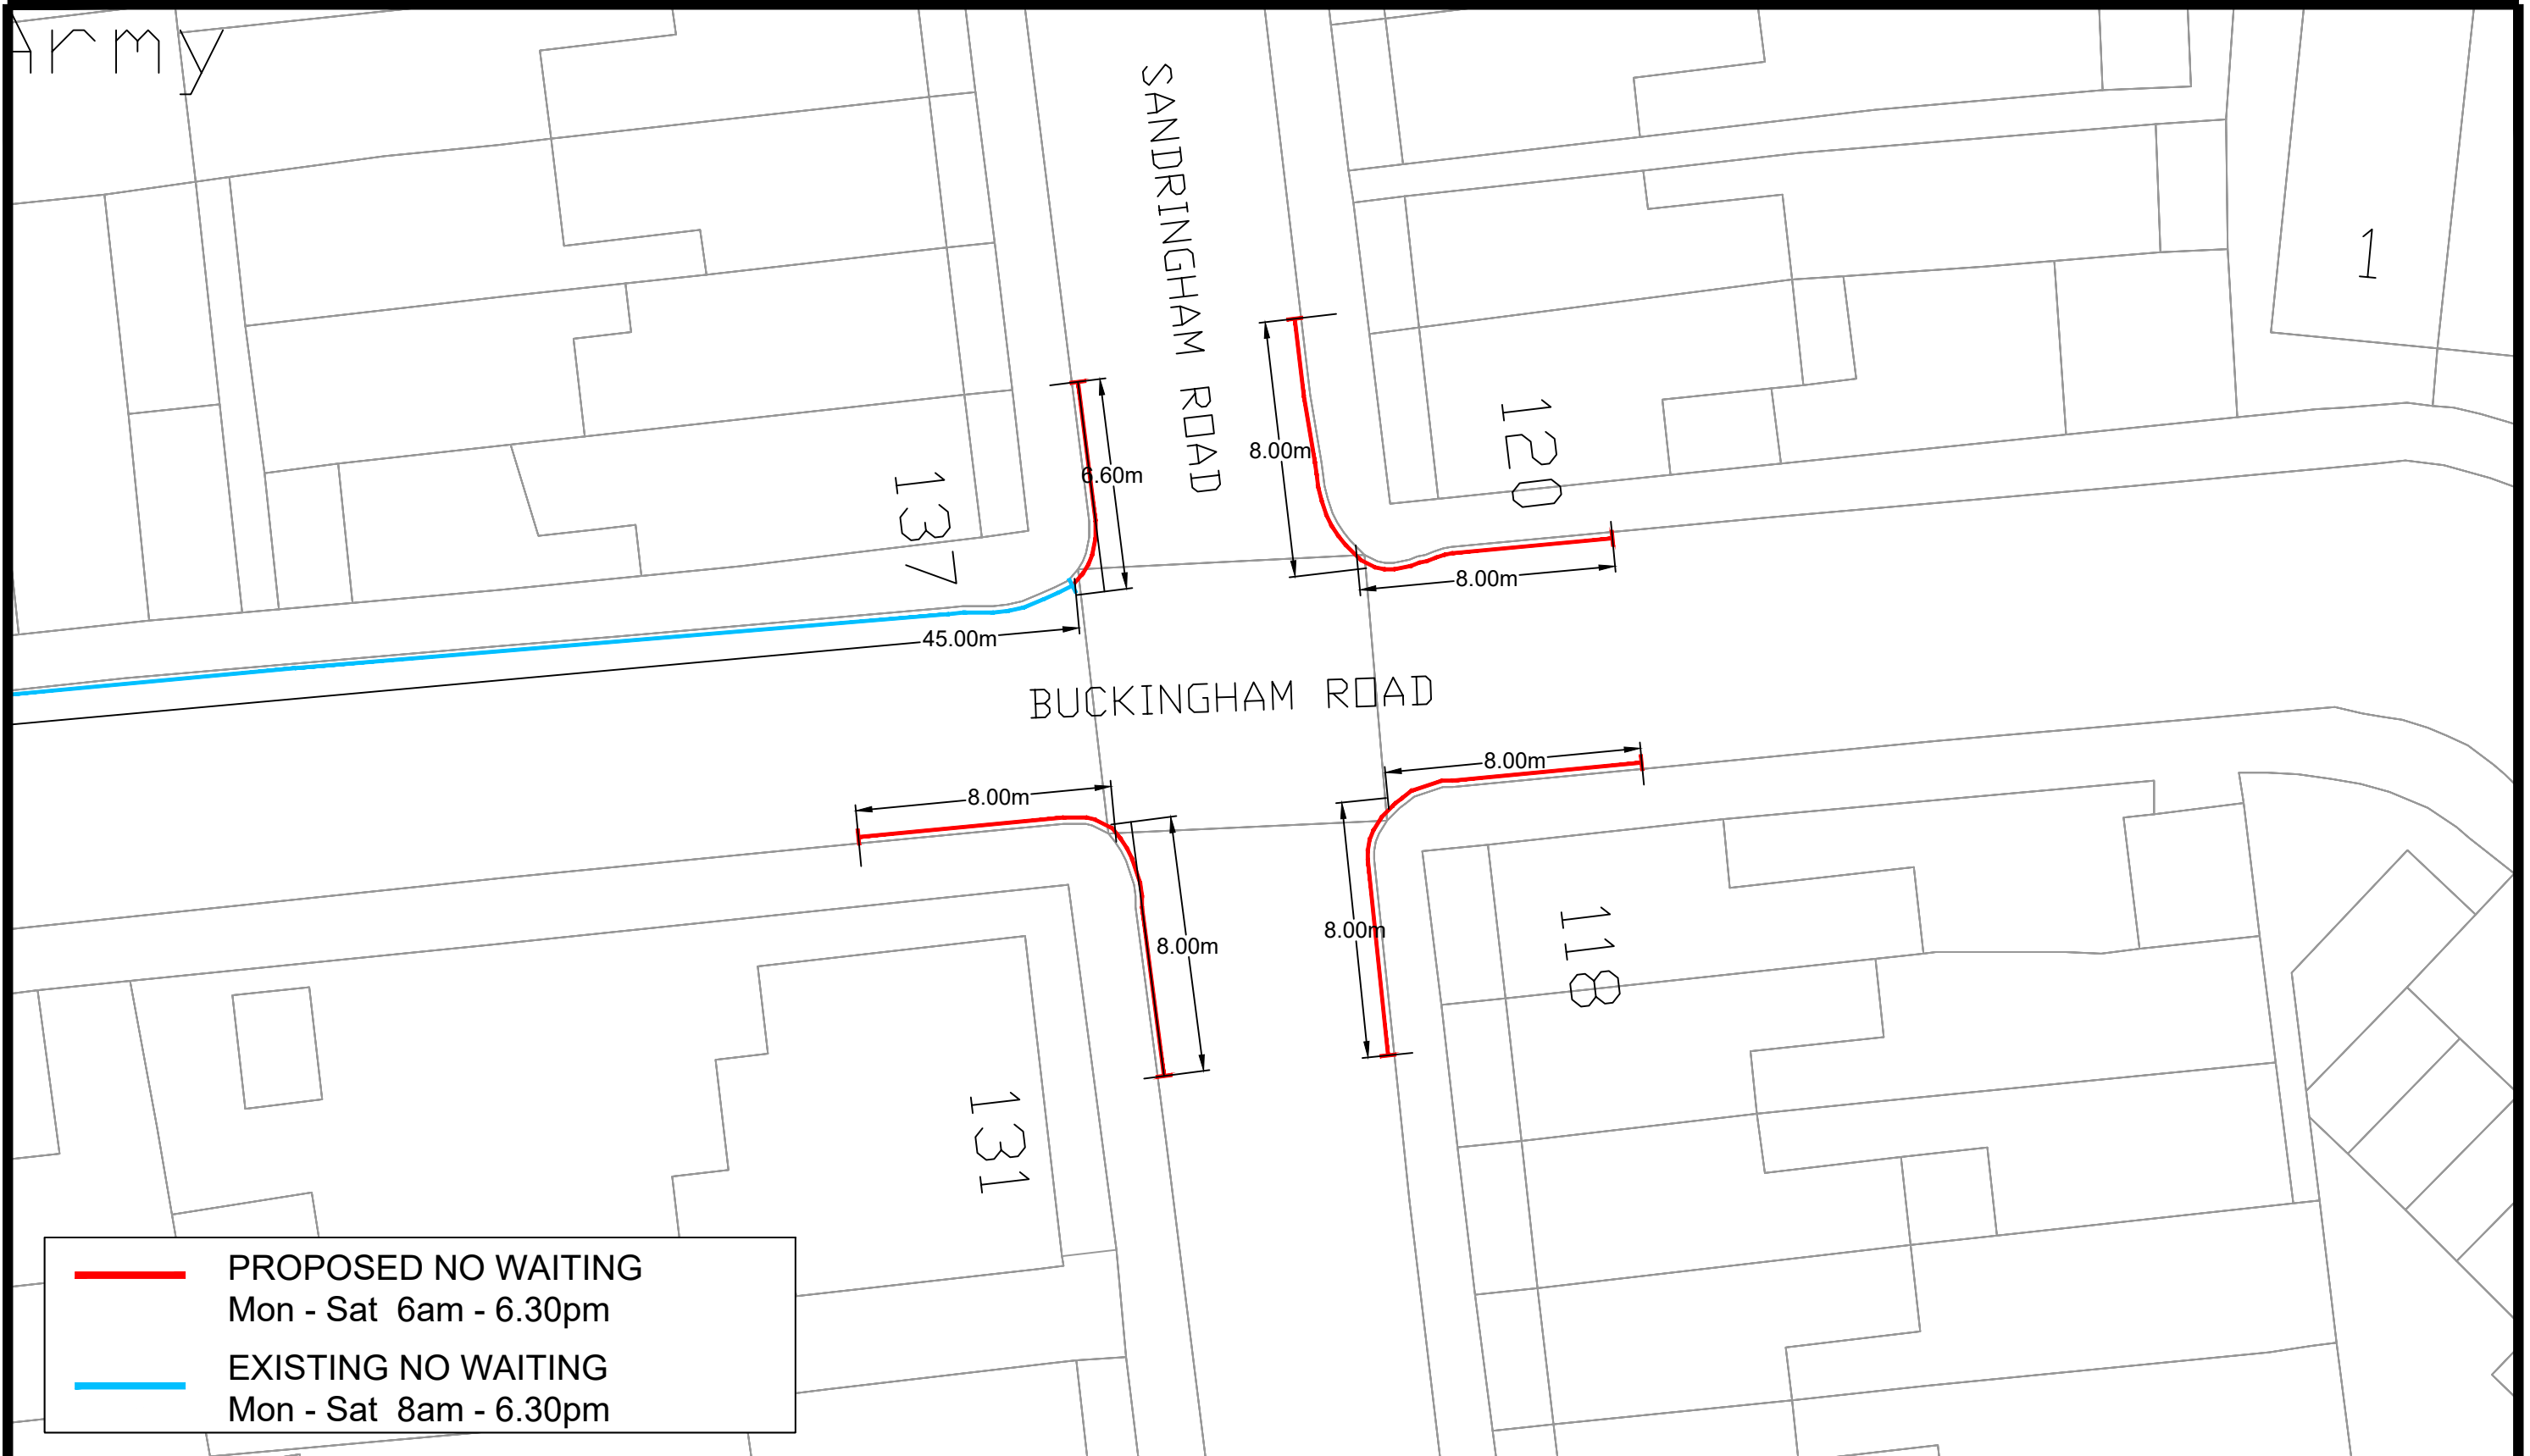 Army
SANDRINGHAM ROAD
1
120
137
8.00m
6.60m
8.00m
45.00m
BUCKINGHAM ROAD
8.00m
8.00m
8.00m
8.00m
118
131
PROPOSED NO WAITING
Mon - Sat 6am - 6.30pm
EXISTING NO WAITING
Mon - Sat 8am - 6.30pm